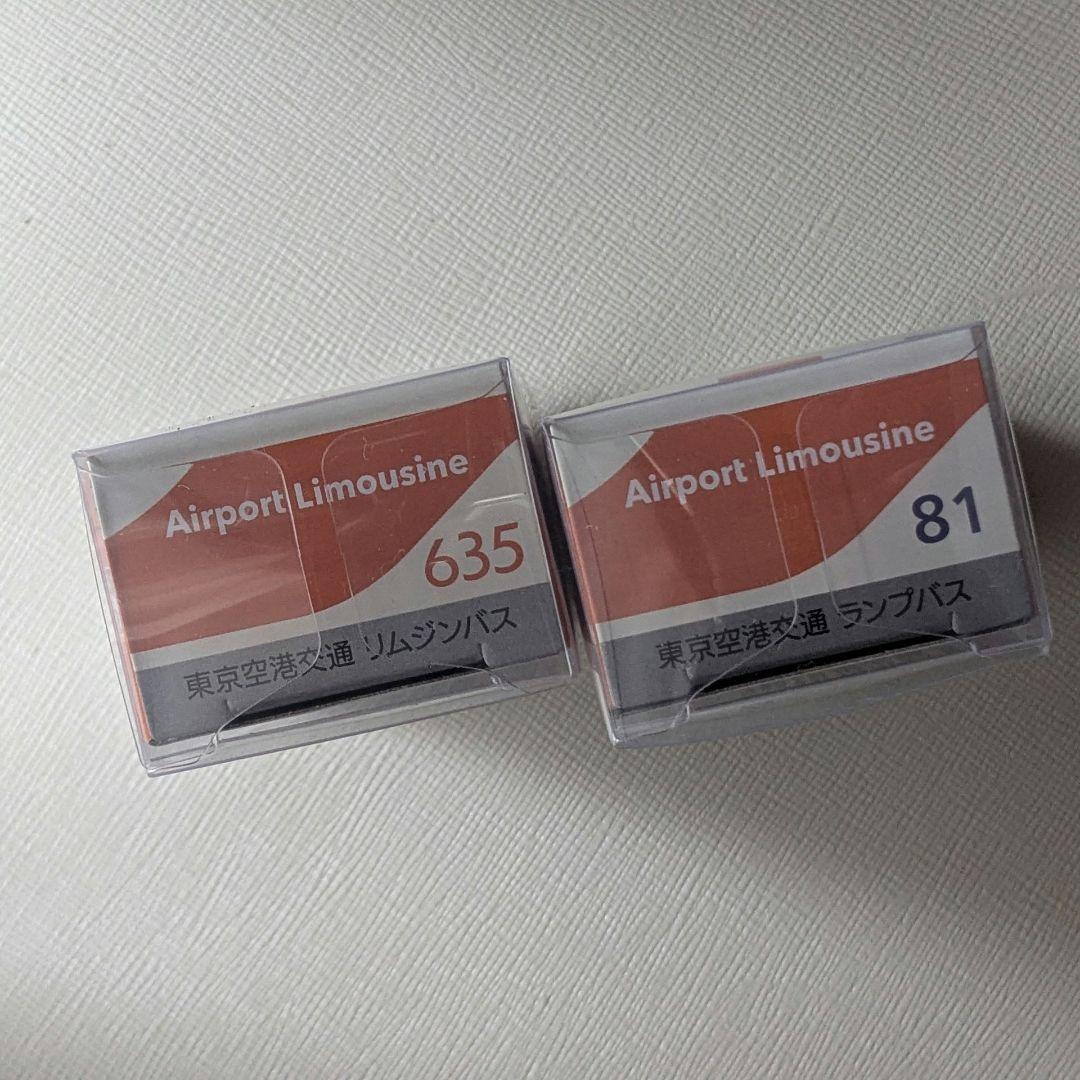 Airport Limousine
635
東京空港交通 リムジンバス
Airport Limousine
81
東京空港交通 ランプバス